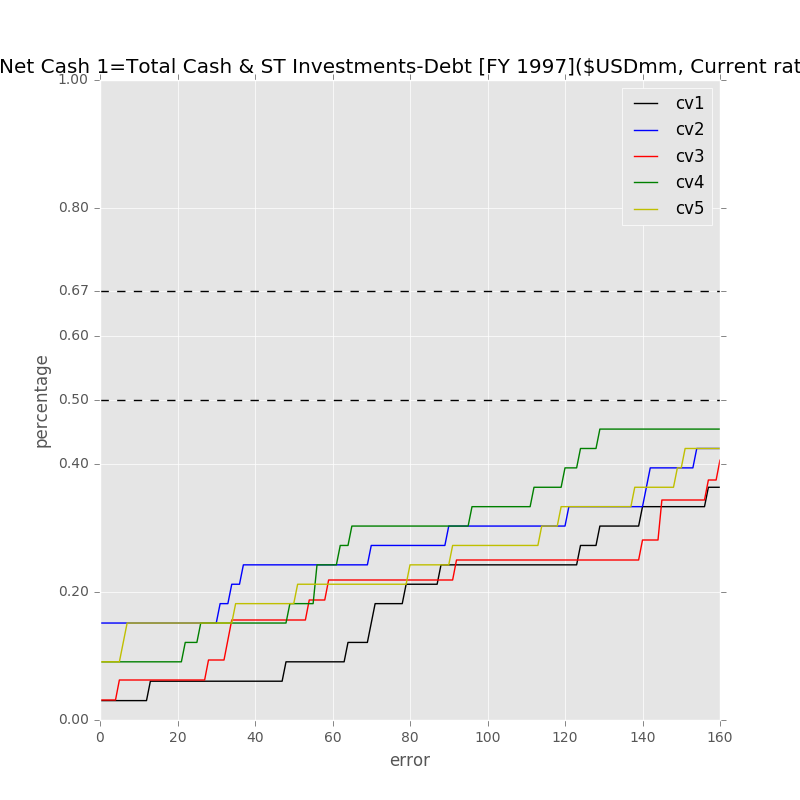 Net Cash 1=Total Cash & ST Investments-Debt [FY 1997]($USDmm, Current rat
1.00
0.80
0.67
0.60
0.50
0.40
0.20
0.00
percentage
cv1
cv2
cv3
cv4
cv5
0 20 40 60 80 100 120 140 160
error